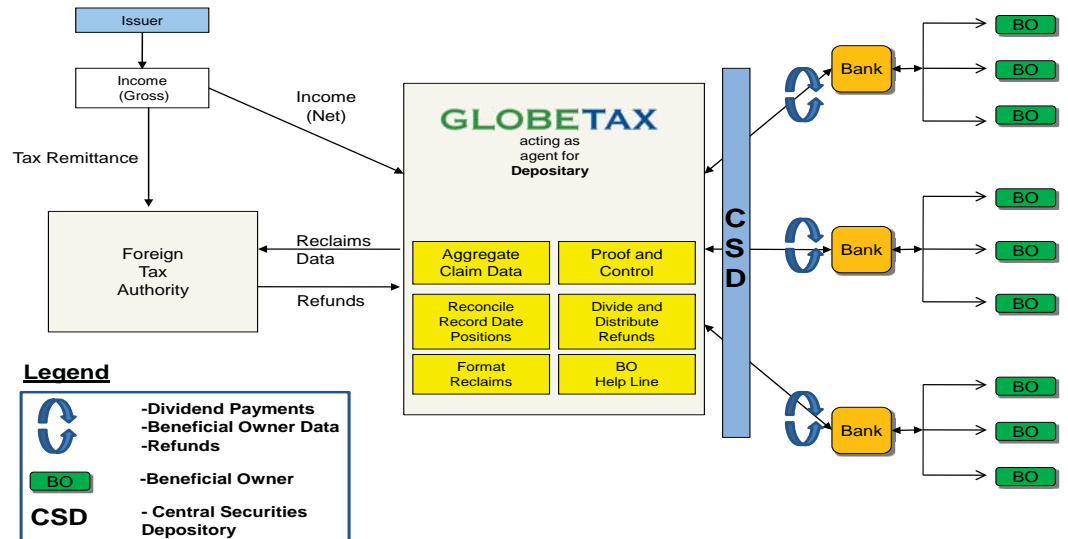 Issuer
Income
(Gross)
Income
(Net)
Tax Remittance
Foreign
Tax
Authority
Reclaims
Data
Refunds
GLOBETAX
acting as
agent for
Depositary
Aggregate
Claim Data
Proof and
Control
Reconcile
Record Date
Positions
Divide and
Distribute
Refunds
Format
Reclaims
BO
Help Line
C
S
D
Bank
BO
BO
BO
Bank
BO
BO
BO
Bank
BO
BO
BO
Legend
-Dividend Payments
-Beneficial Owner Data
-Refunds
BO
-Beneficial Owner
CSD
- Central Securities
Depository